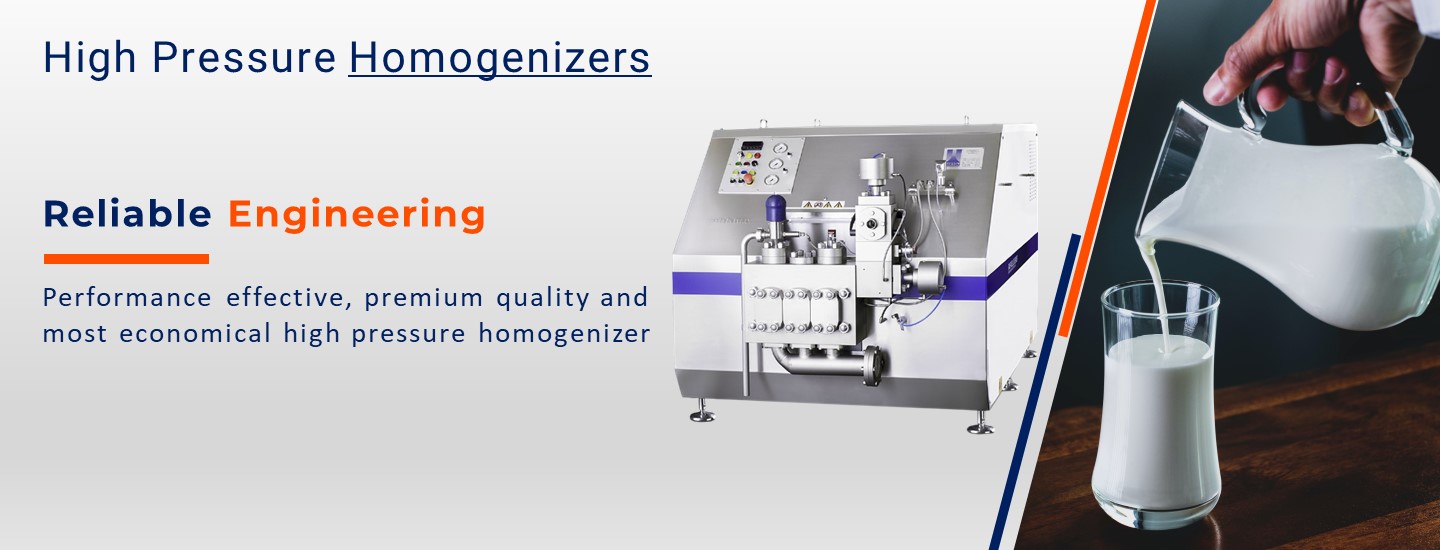 High Pressure Homogenizers
Reliable Engineering
Performance effective, premium quality and
most economical high pressure homogenizer